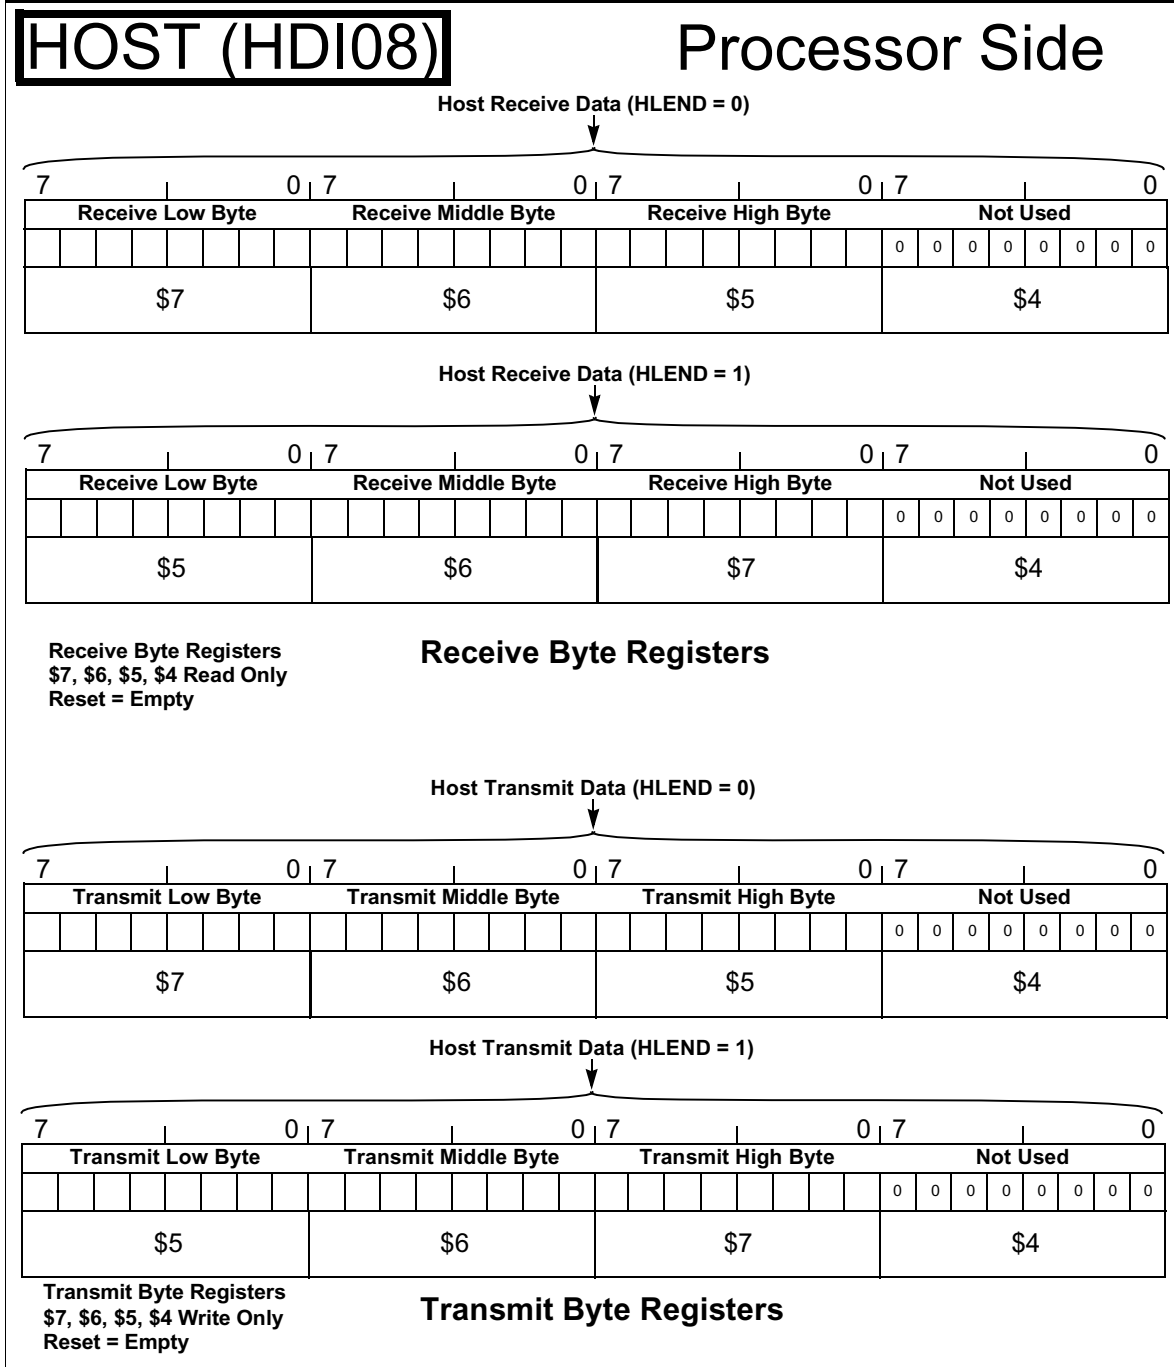 HOST (HDI08) Processor Side
Host Receive Data (HLEND = 0)
7 0 7 0 7 0 7 0
Receive Low Byte Receive Middle Byte Receive High Byte Not Used
0 0 0 0 0 0 0 0
$7 $6 $5 $4
Host Receive Data (HLEND = 1)
7 0 7 0 7 0 7 0
Receive Low Byte Receive Middle Byte Receive High Byte Not Used
0 0 0 0 0 0 0 0
$5 $6 $7 $4
Receive Byte Registers
$7, $6, $5, $4 Read Only
Reset = Empty
Receive Byte Registers
Host Transmit Data (HLEND = 0)
7 0 7 0 7 0 7 0
Transmit Low Byte Transmit Middle Byte Transmit High Byte Not Used
0 0 0 0 0 0 0 0
$7 $6 $5 $4
Host Transmit Data (HLEND = 1)
7 0 7 0 7 0 7 0
Transmit Low Byte Transmit Middle Byte Transmit High Byte Not Used
0 0 0 0 0 0 0 0
$5 $6 $7 $4
Transmit Byte Registers
$7, $6, $5, $4 Write Only
Reset = Empty
Transmit Byte Registers